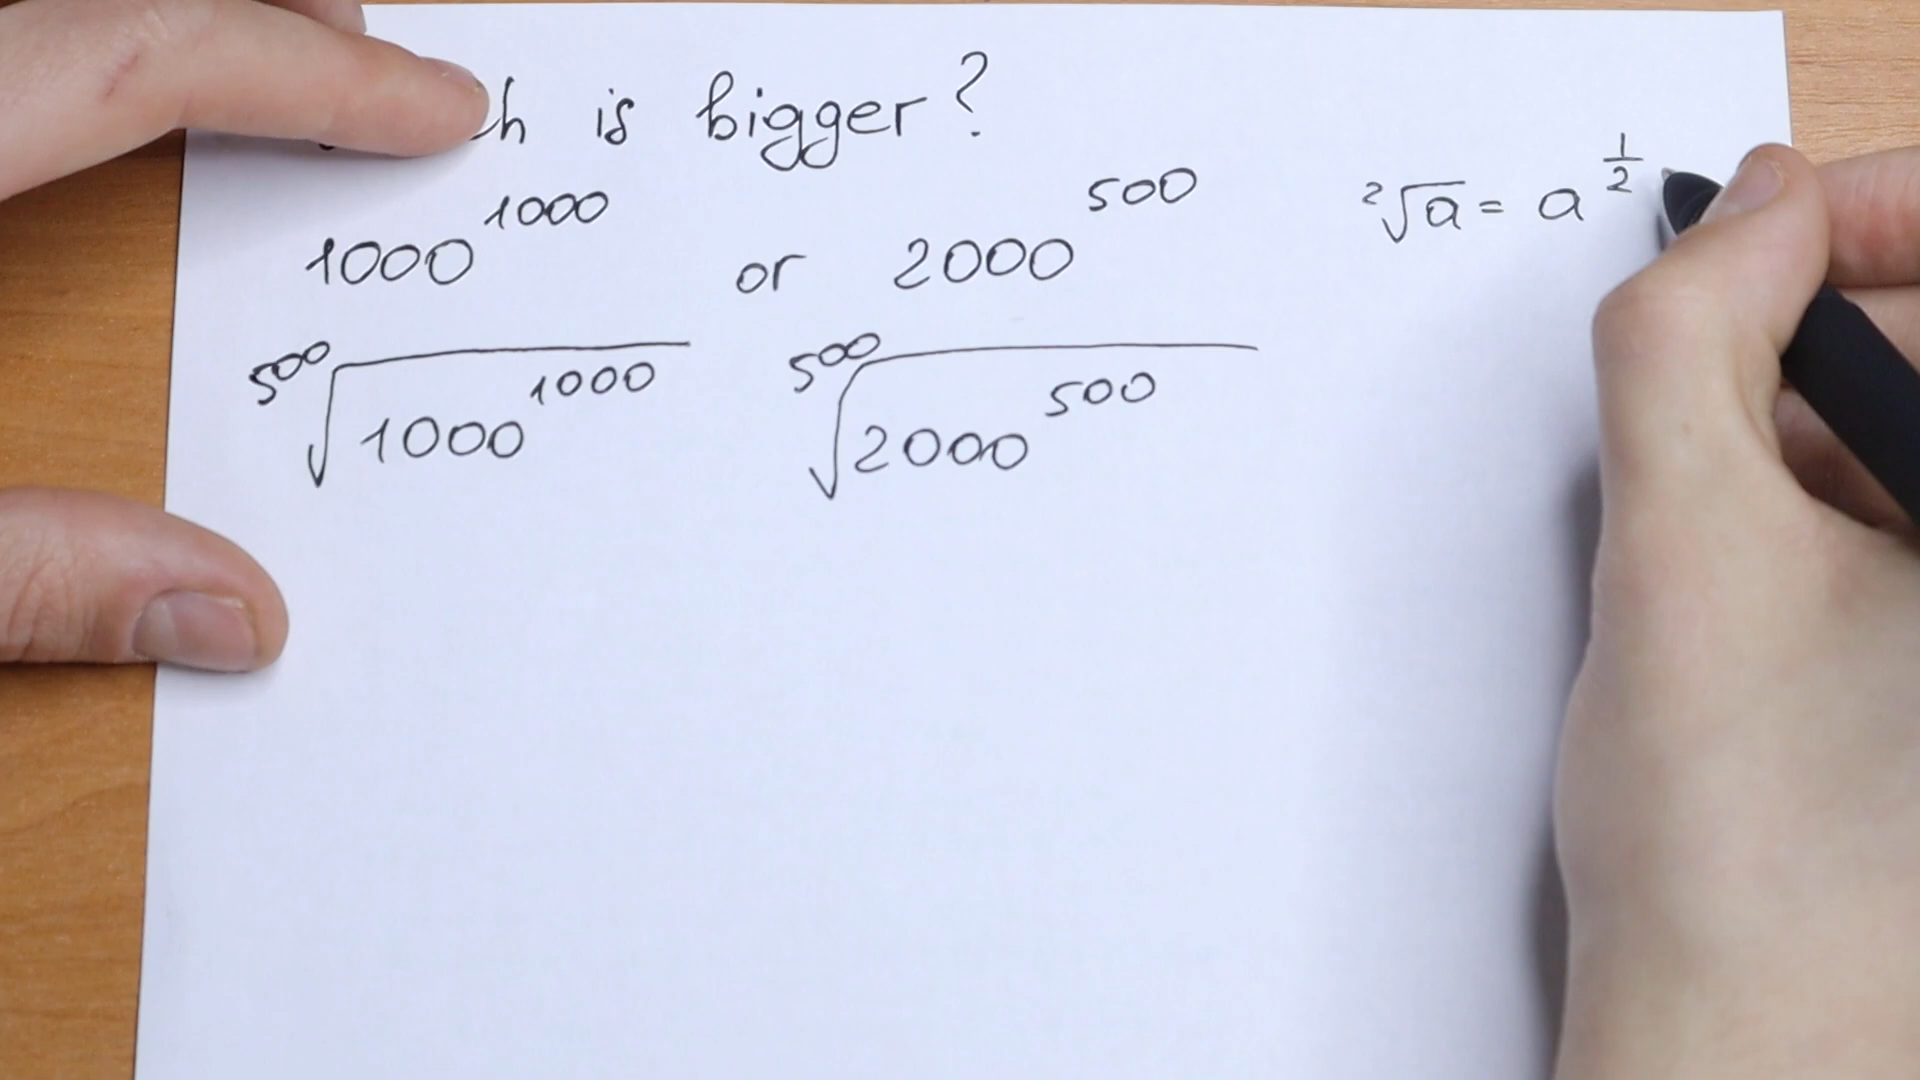 is bigger?
1000^1000 or 2000^500
²√a = a^(1/2)
⁵⁰⁰√(1000^1000) ⁵⁰⁰√(2000^500)